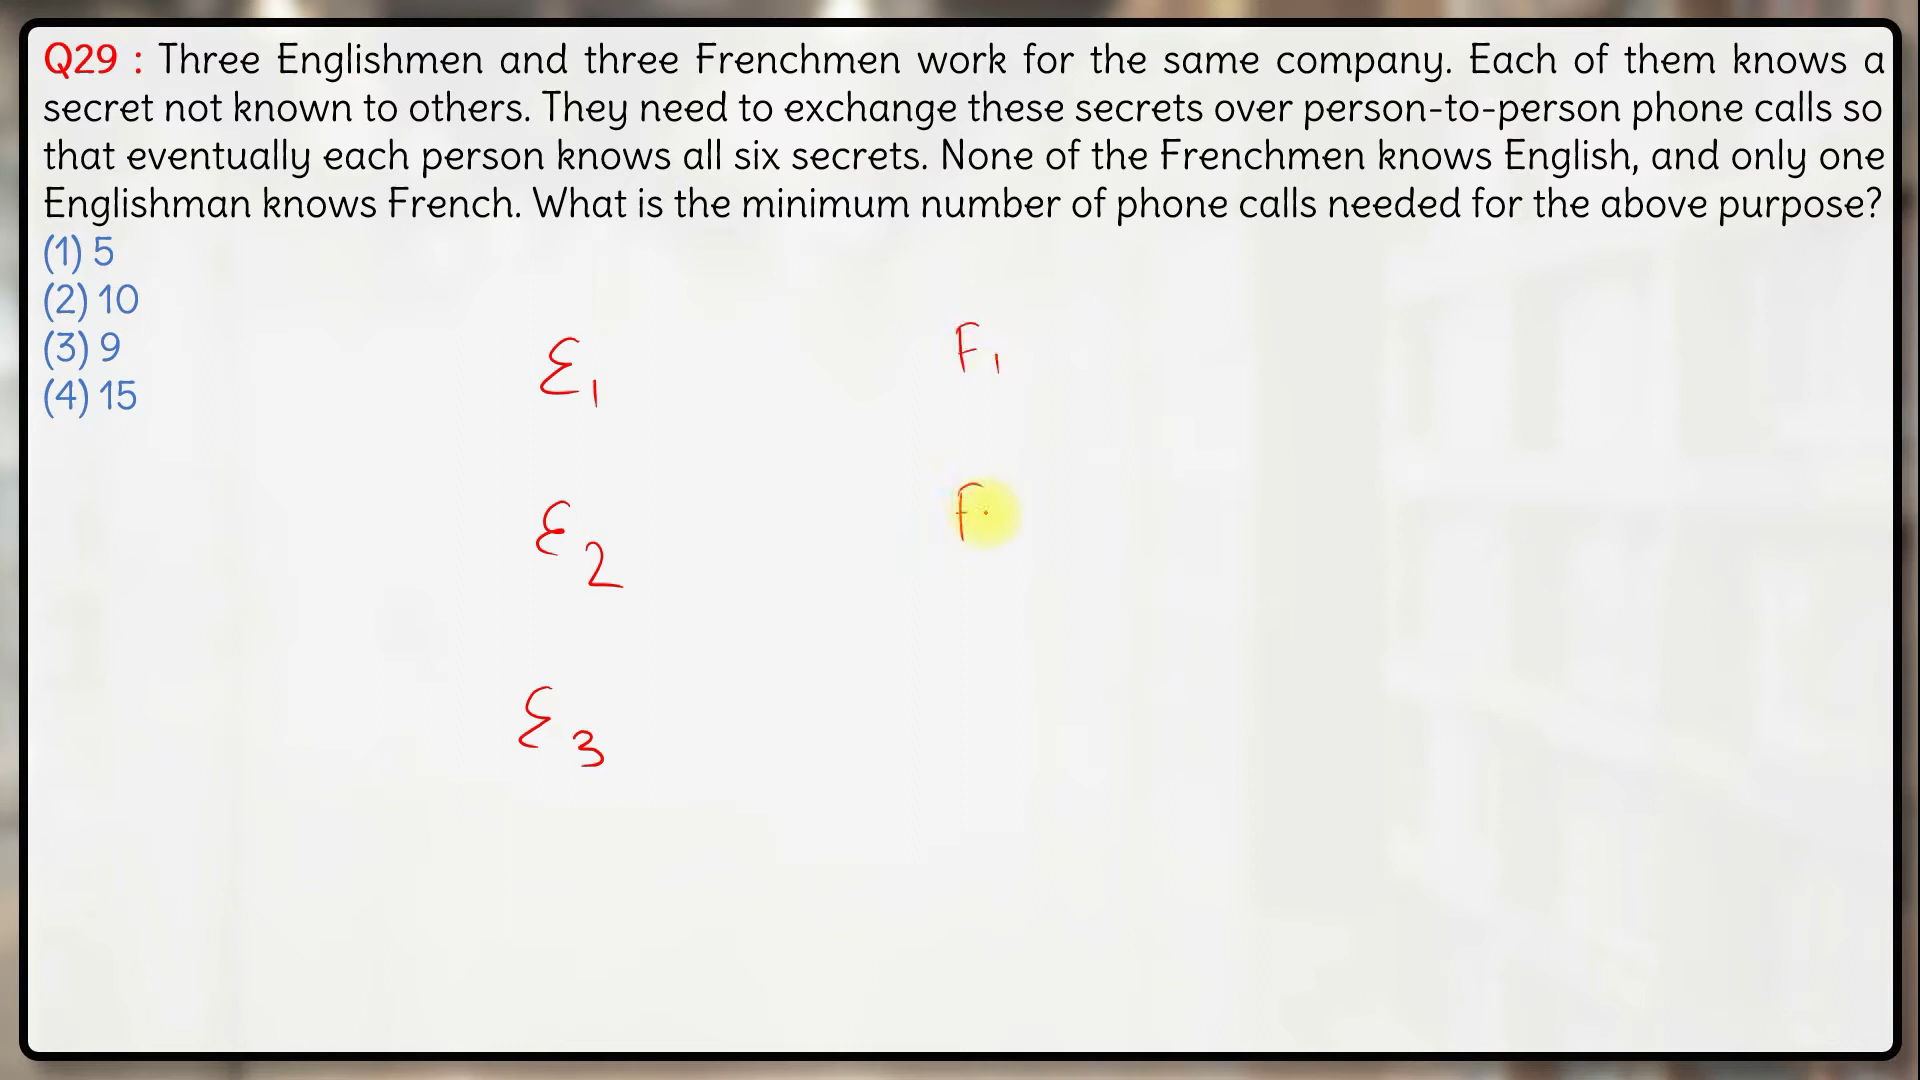 Q29 : Three Englishmen and three Frenchmen work for the same company. Each of them knows a
secret not known to others. They need to exchange these secrets over person-to-person phone calls so
that eventually each person knows all six secrets. None of the Frenchmen knows English, and only one
Englishman knows French. What is the minimum number of phone calls needed for the above purpose?
(1) 5
(2) 10
(3) 9
(4) 15
E1 F1
E2 F
E3